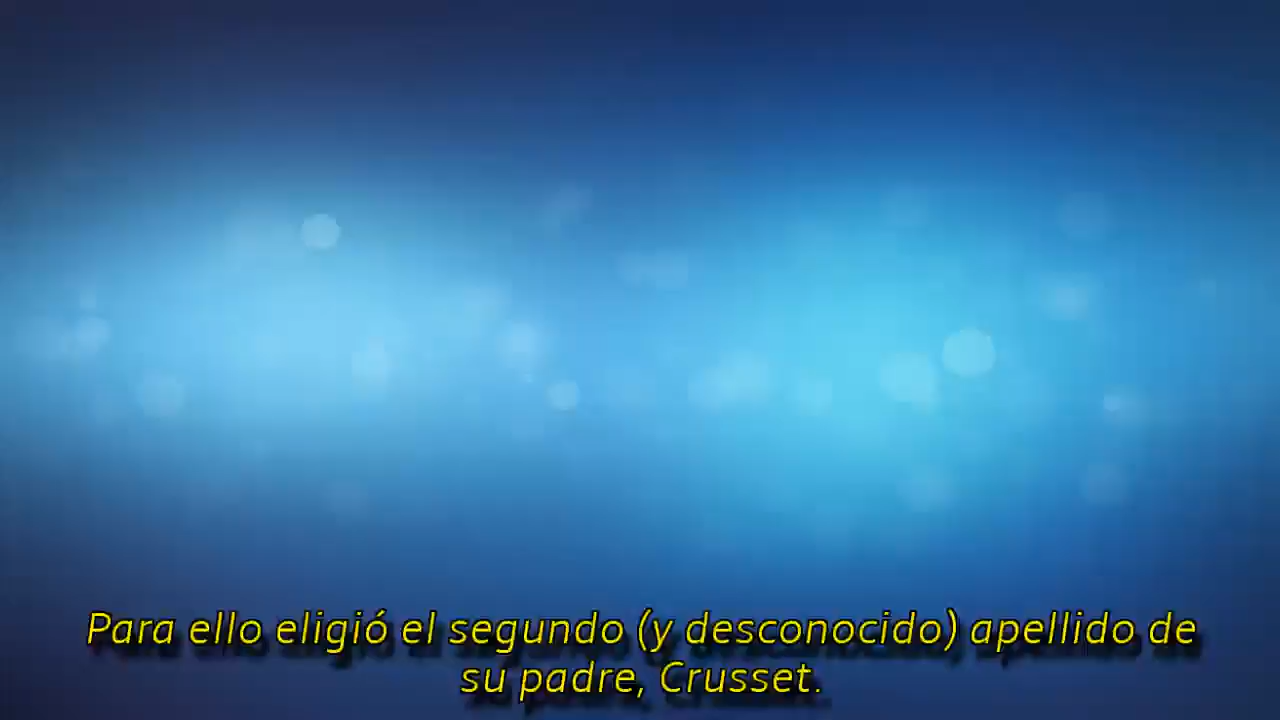 Para ello eligió el segundo (y desconocido) apellido de
su padre, Crusset.